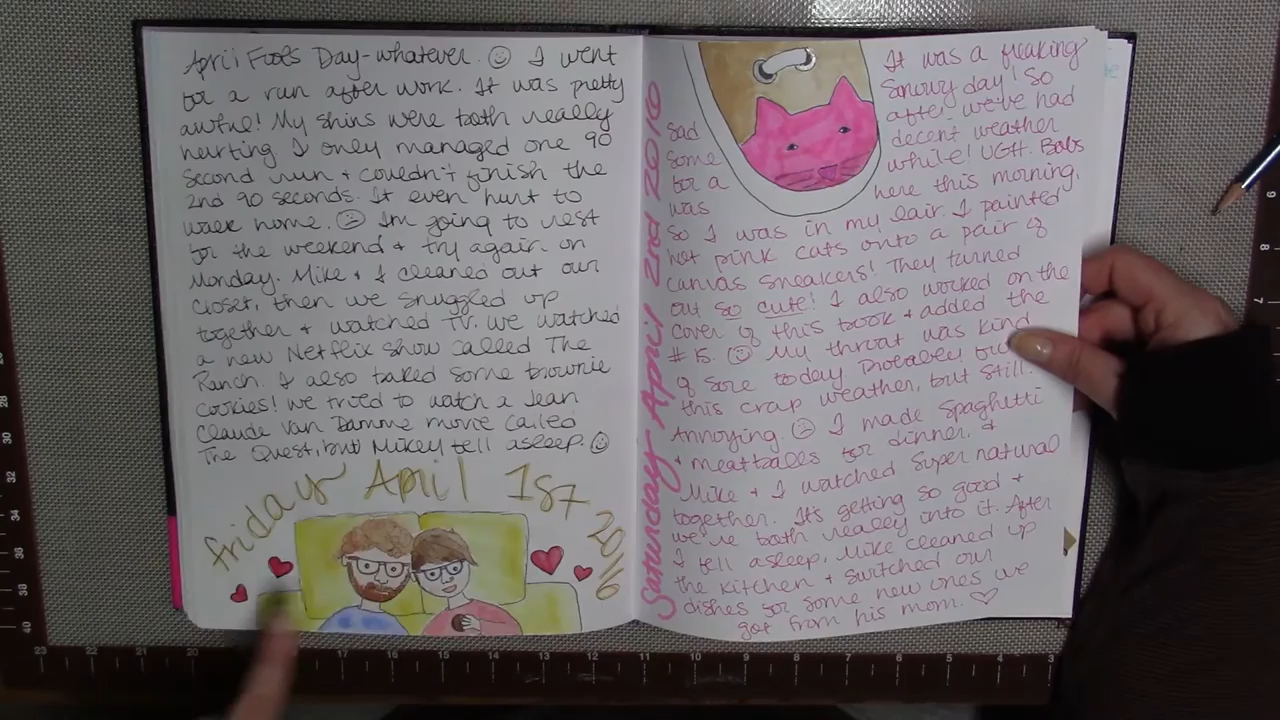 April Fools Day-whatever. ☺ I went
for a run after work. It was pretty
awful! My shins were both really
hurting. I only managed one 90
second run + couldn't finish the
2nd 90 seconds. It even hurt to
walk home. ☹ I'm going to rest
for the weekend + try again on
Monday. Mike + I cleaned out our
closet, then we snuggled up
together + watched TV. We watched
a new Netflix show called The
Ranch. I also baked some brownie
cookies! We tried to watch a Jean
Claude Van Damme movie called
The Quest, but Mikey fell asleep. ☺
Friday April 1st 2016
Saturday April 2nd 2016
It was a freaking
snowy day! So
sad after we've had
some decent weather
for a while! UGH. Babs
was here this morning,
so I was in my lair. I painted
hot pink cats onto a pair of
canvas sneakers! They turned
out so cute! I also worked on the
cover of this book + added the
#15. ☺ My throat was kind
of sore today. Probably
this crap weather, but still.
Annoying. ☹ I made spaghetti
+ meatballs for dinner, &
Mike + I watched Supernatural
together. It's getting so good +
we're both really into it. After
I fell asleep, Mike cleaned up
the kitchen + switched our
dishes for some new ones we
got from his mom. ♡